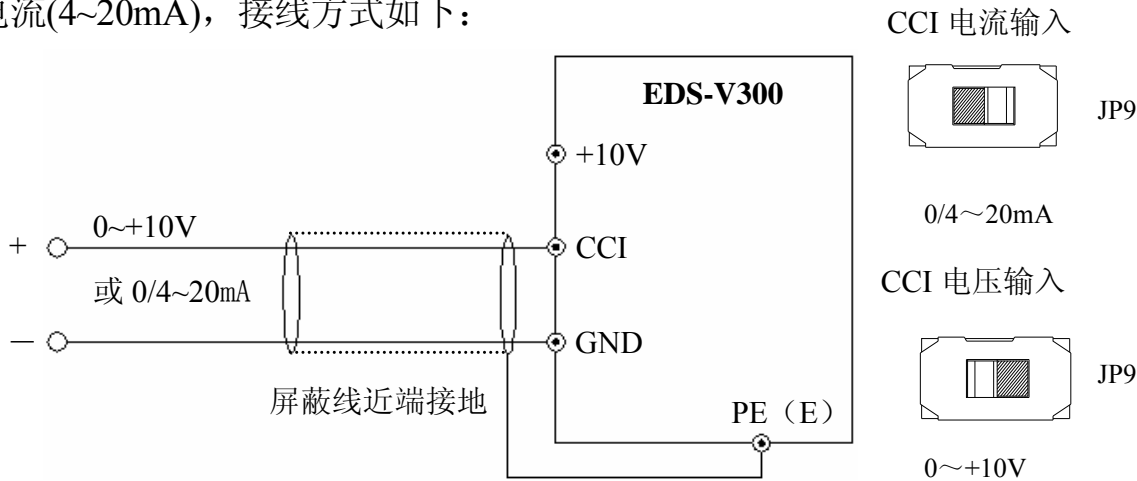 流(4~20mA)，接线方式如下：
EDS-V300
+10V
+
0~+10V
CCI
或 0/4~20mA
－
GND
屏蔽线近端接地
PE（E）
CCI 电流输入
JP9
0/4～20mA
CCI 电压输入
JP9
0～+10V